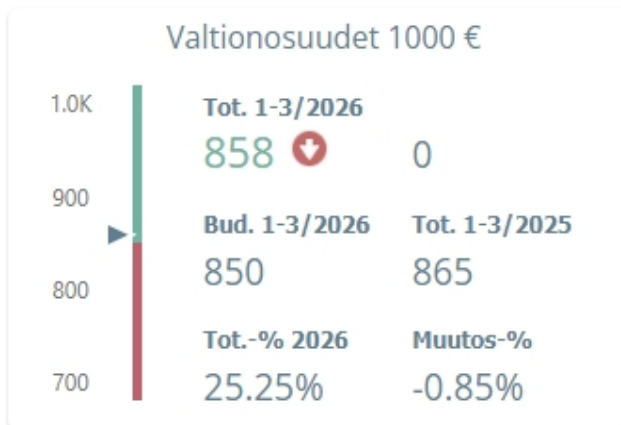 Valtionosuudet 1000 €
1.0K
900
800
700
Tot. 1-3/2026
858 0
Bud. 1-3/2026 Tot. 1-3/2025
850 865
Tot.-% 2026 Muutos-%
25.25% -0.85%